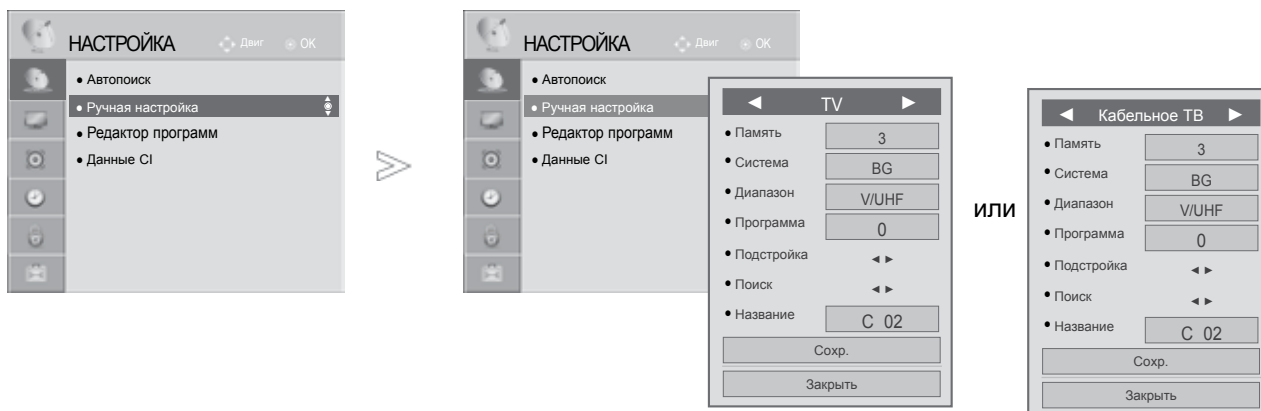 НАСТРОЙКА Двиг OK
● Автопоиск
● Ручная настройка
● Редактор программ
● Данные CI
НАСТРОЙКА Двиг OK
● Автопоиск
● Ручная настройка
● Редактор программ
● Данные CI
◄ TV ►
● Память 3
● Система BG
● Диапазон V/UHF
● Программа 0
● Подстройка ◄ ►
● Поиск ◄ ►
● Название C 02
Сохр.
Закрыть
или
◄ Кабельное ТВ ►
● Память 3
● Система BG
● Диапазон V/UHF
● Программа 0
● Подстройка ◄ ►
● Поиск ◄ ►
● Название C 02
Сохр.
Закрыть